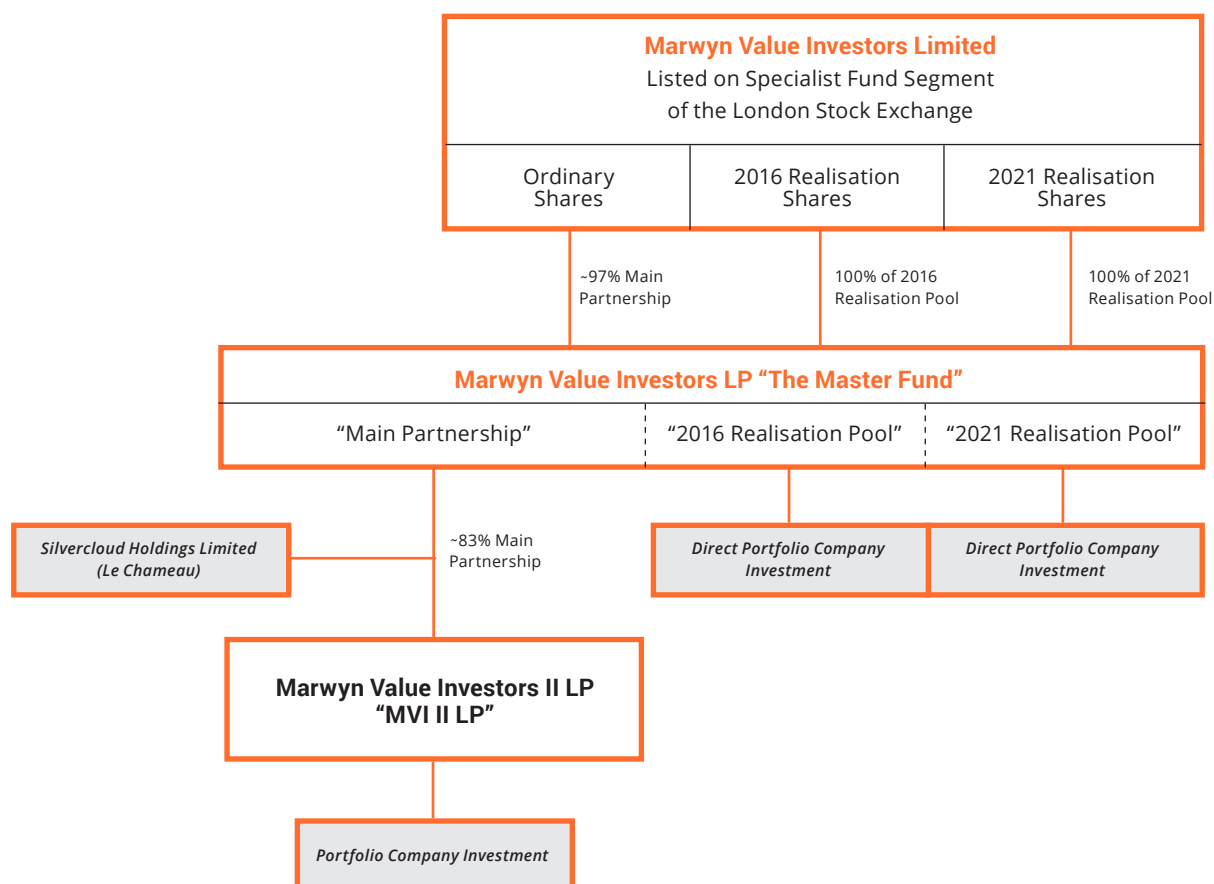 Marwyn Value Investors Limited
Listed on Specialist Fund Segment
of the London Stock Exchange
Ordinary
Shares
2016 Realisation
Shares
2021 Realisation
Shares
~97% Main
Partnership
100% of 2016
Realisation Pool
100% of 2021
Realisation Pool
Marwyn Value Investors LP “The Master Fund”
“Main Partnership”
“2016 Realisation Pool”
“2021 Realisation Pool”
Silvercloud Holdings Limited
(Le Chameau)
~83% Main
Partnership
Direct Portfolio Company
Investment
Direct Portfolio Company
Investment
Marwyn Value Investors II LP
“MVI II LP”
Portfolio Company Investment